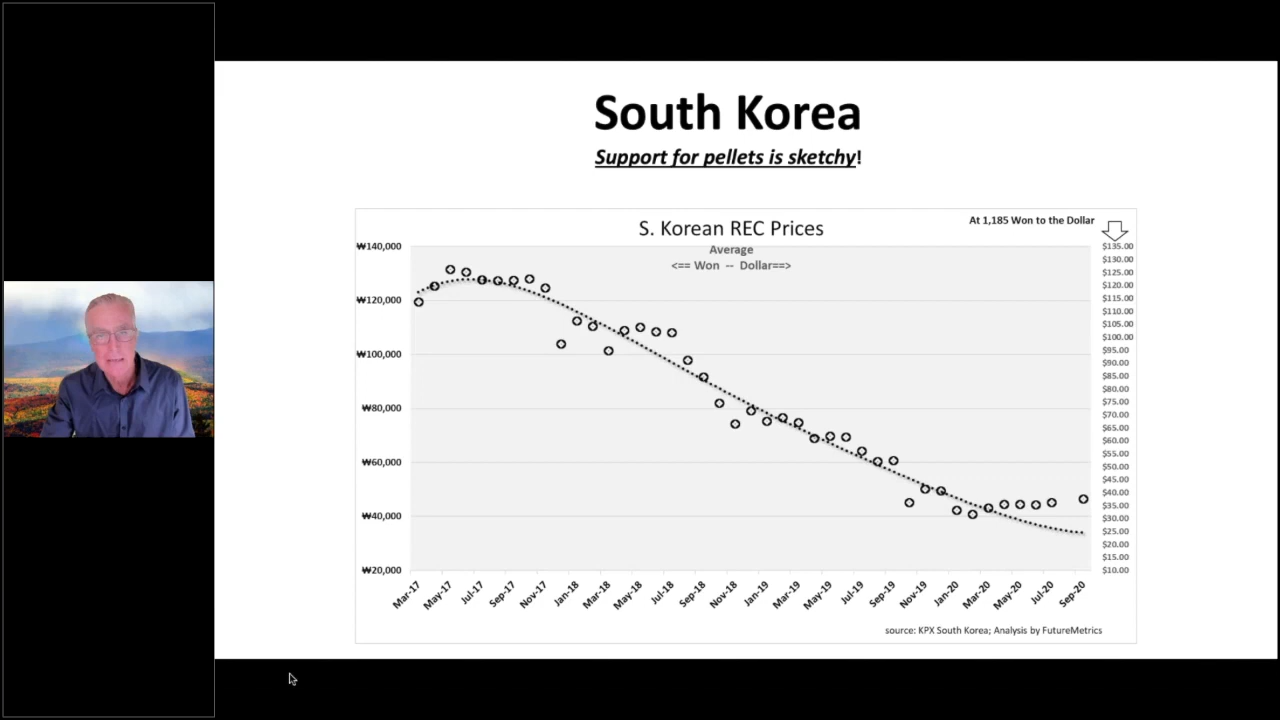 South Korea
Support for pellets is sketchy!
At 1,185 Won to the Dollar
S. Korean REC Prices
Average
<== Won -- Dollar==>
₩140,000
₩120,000
₩100,000
₩80,000
₩60,000
₩40,000
₩20,000
$135.00
$130.00
$125.00
$120.00
$115.00
$110.00
$105.00
$100.00
$95.00
$90.00
$85.00
$80.00
$75.00
$70.00
$65.00
$60.00
$55.00
$50.00
$45.00
$40.00
$35.00
$30.00
$25.00
$20.00
$15.00
$10.00
Mar-17
May-17
Jul-17
Sep-17
Nov-17
Jan-18
Mar-18
May-18
Jul-18
Sep-18
Nov-18
Jan-19
Mar-19
May-19
Jul-19
Sep-19
Nov-19
Jan-20
Mar-20
May-20
Jul-20
Sep-20
source: KPX South Korea; Analysis by FutureMetrics